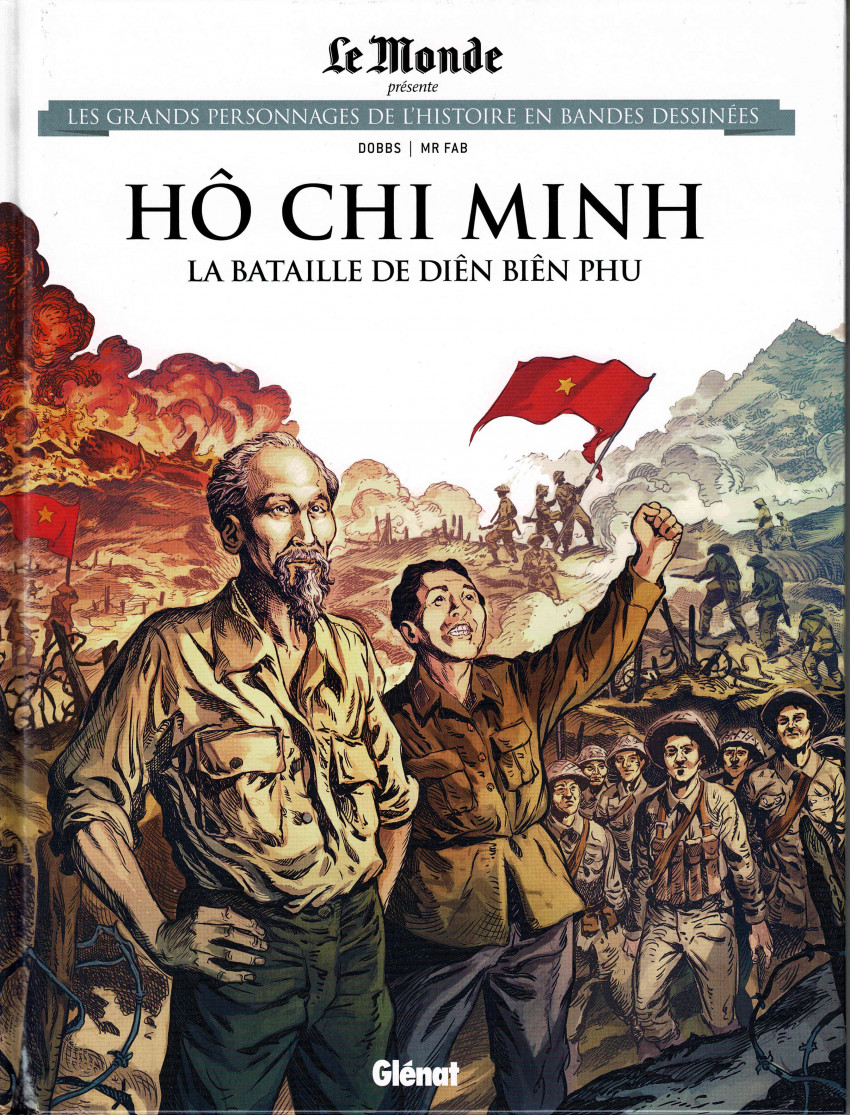 Le Monde
présente
LES GRANDS PERSONNAGES DE L'HISTOIRE EN BANDES DESSINÉES
DOBBS | MR FAB
HÔ CHI MINH
LA BATAILLE DE DIÊN BIÊN PHU
Glénat